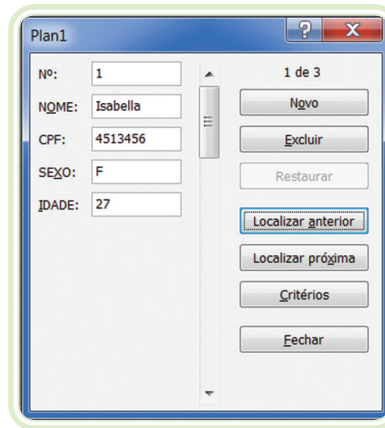 Plan1
Nº: 1
NOME: Isabella
CPF: 4513456
SEXO: F
IDADE: 27
1 de 3
Novo
Excluir
Restaurar
Localizar anterior
Localizar próxima
Critérios
Fechar